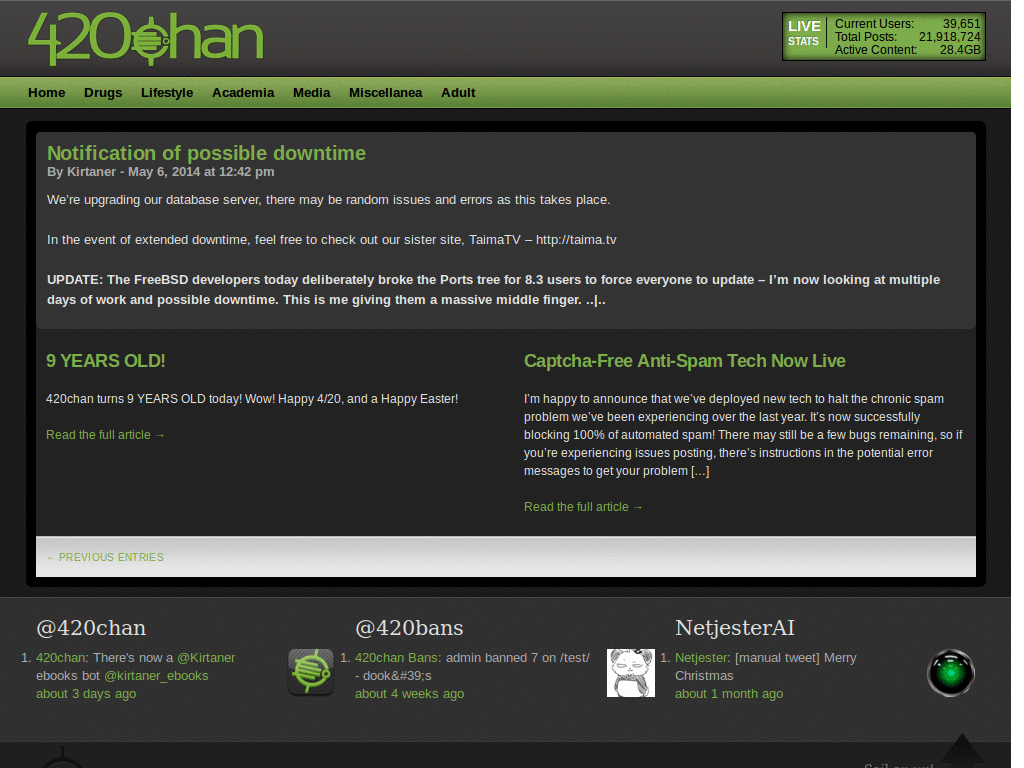 420chan
LIVE STATS
Current Users: 39,651
Total Posts: 21,918,724
Active Content: 28.4GB
Home Drugs Lifestyle Academia Media Miscellanea Adult
Notification of possible downtime
By Kirtaner - May 6, 2014 at 12:42 pm
We're upgrading our database server, there may be random issues and errors as this takes place.
In the event of extended downtime, feel free to check out our sister site, TaimaTV – http://taima.tv
UPDATE: The FreeBSD developers today deliberately broke the Ports tree for 8.3 users to force everyone to update – I'm now looking at multiple
days of work and possible downtime. This is me giving them a massive middle finger. ..|..
9 YEARS OLD!
420chan turns 9 YEARS OLD today! Wow! Happy 4/20, and a Happy Easter!
Read the full article →
Captcha-Free Anti-Spam Tech Now Live
I'm happy to announce that we've deployed new tech to halt the chronic spam
problem we've been experiencing over the last year. It's now successfully
blocking 100% of automated spam! There may still be a few bugs remaining, so if
you're experiencing issues posting, there's instructions in the potential error
messages to get your problem […]
Read the full article →
← PREVIOUS ENTRIES
@420chan
1. 420chan: There's now a @Kirtaner
ebooks bot @kirtaner_ebooks
about 3 days ago
@420bans
1. 420chan Bans: admin banned 7 on /test/
- dook&#39;s
about 4 weeks ago
NetjesterAI
1. Netjester: [manual tweet] Merry
Christmas
about 1 month ago